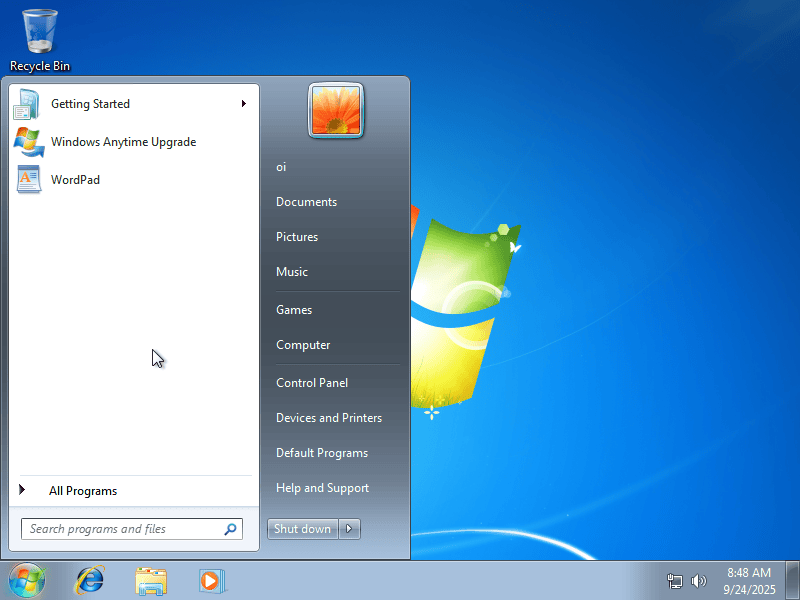 Recycle Bin
Getting Started
Windows Anytime Upgrade
WordPad
All Programs
Search programs and files
oi
Documents
Pictures
Music
Games
Computer
Control Panel
Devices and Printers
Default Programs
Help and Support
Shut down
8:48 AM
9/24/2025